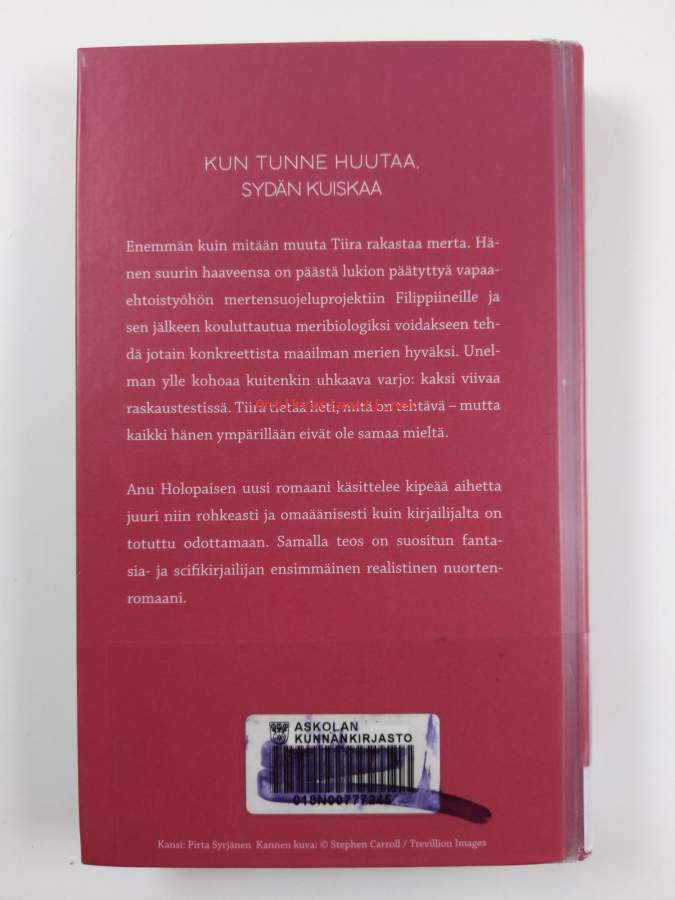 KUN TUNNE HUUTAA,
SYDÄN KUISKAA
Enemmän kuin mitään muuta Tiira rakastaa merta. Hä-
nen suurin haaveensa on päästä lukion päätyttyä vapaa-
ehtoistyöhön mertensuojeluprojektiin Filippiineille ja
sen jälkeen kouluttautua meribiologiksi voidakseen teh-
dä jotain konkreettista maailman merien hyväksi. Unel-
man ylle kohoaa kuitenkin uhkaava varjo: kaksi viivaa
raskaustestissä. Tiira tietää heti, mitä on tehtävä – mutta
kaikki hänen ympärillään eivät ole samaa mieltä.
Anu Holopaisen uusi romaani käsittelee kipeää aihetta
juuri niin rohkeasti ja omaäänisesti kuin kirjailijalta on
totuttu odottamaan. Samalla teos on suositun fanta-
sia- ja scifikirjailijan ensimmäinen realistinen nuorten-
romaani.
ASKOLAN
KUNNANKIRJASTO
018N00777245
Kansi: Pirta Syrjänen Kannen kuva: © Stephen Carroll / Trevillion Images